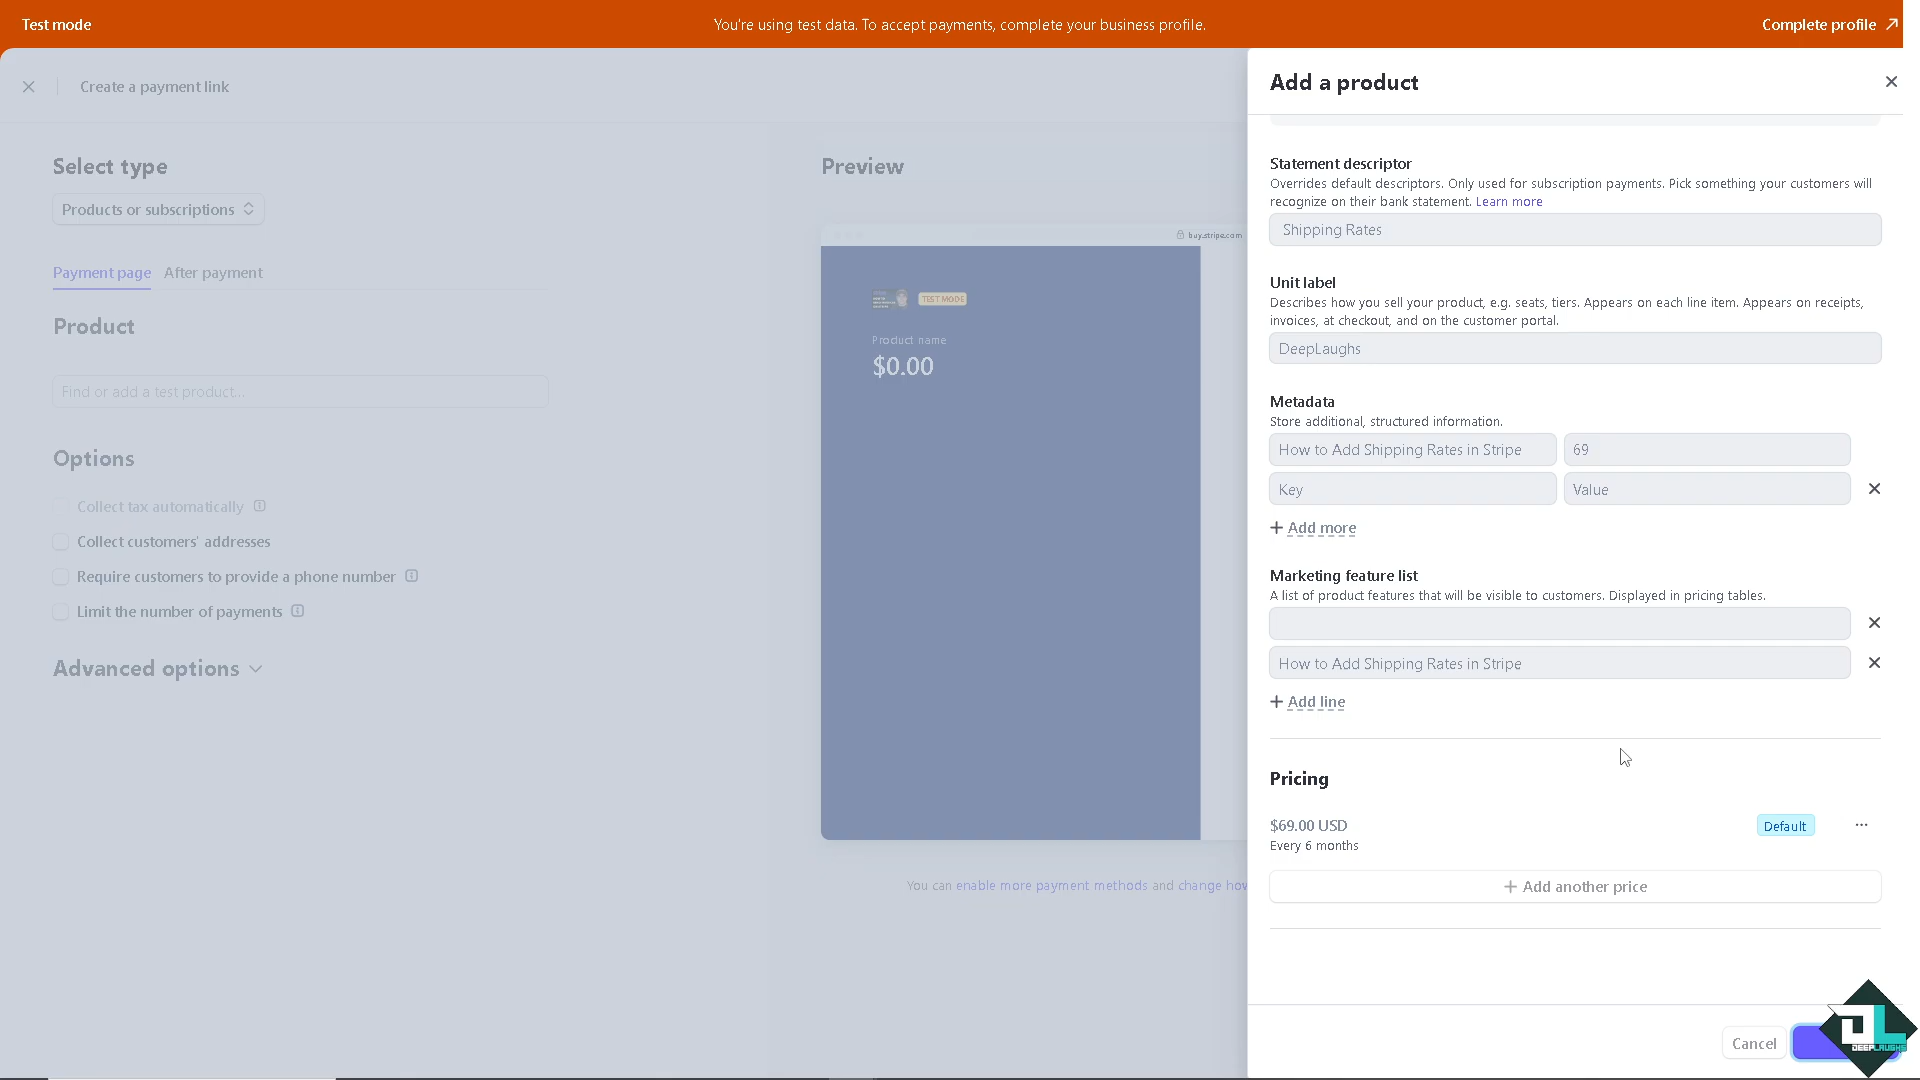 Test mode
You're using test data. To accept payments, complete your business profile.
Complete profile
Create a payment link
Select type
Products or subscriptions
Payment page
After payment
Product
Find or add a test product...
Options
Collect tax automatically
Collect customers' addresses
Require customers to provide a phone number
Limit the number of payments
Advanced options
Preview
buy.stripe.com
TEST MODE
Product name
$0.00
You can enable more payment methods and change how
Add a product
Statement descriptor
Overrides default descriptors. Only used for subscription payments. Pick something your customers will
recognize on their bank statement. Learn more
Shipping Rates
Unit label
Describes how you sell your product, e.g. seats, tiers. Appears on each line item. Appears on receipts,
invoices, at checkout, and on the customer portal.
DeepLaughs
Metadata
Store additional, structured information.
How to Add Shipping Rates in Stripe
69
Key
Value
Add more
Marketing feature list
A list of product features that will be visible to customers. Displayed in pricing tables.
How to Add Shipping Rates in Stripe
Add line
Pricing
$69.00 USD
Default
Every 6 months
Add another price
Cancel
DL
DEEPLAUGHS